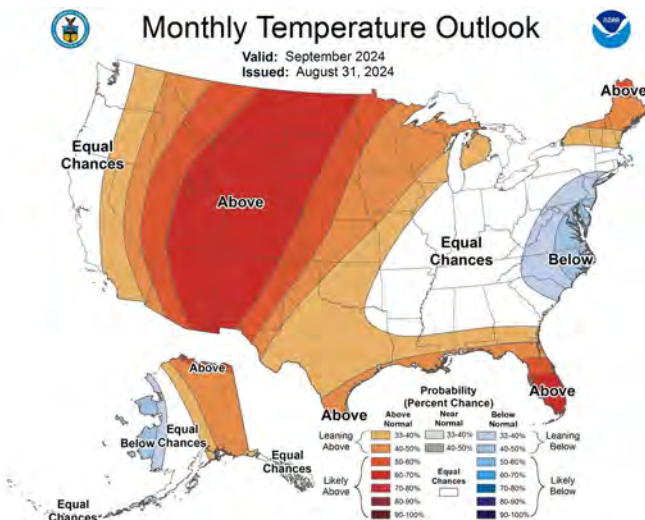 Monthly Temperature Outlook
Valid: September 2024
Issued: August 31, 2024
Above
Equal
Chances
Above
Equal
Chances
Below
Above
Above
Above
Equal
Below
Chances
Equal
Chances
Equal Chances
Probability
(Percent Chance)
Above
Normal
Near
Normal
Below
Normal
Leaning
Above
33-40%
33-40%
33-40%
Leaning
Below
40-50%
40-50%
40-50%
Likely
Above
50-60%
60-70%
70-80%
80-90%
90-100%
Equal
Chances
50-60%
60-70%
70-80%
80-90%
90-100%
Likely
Below